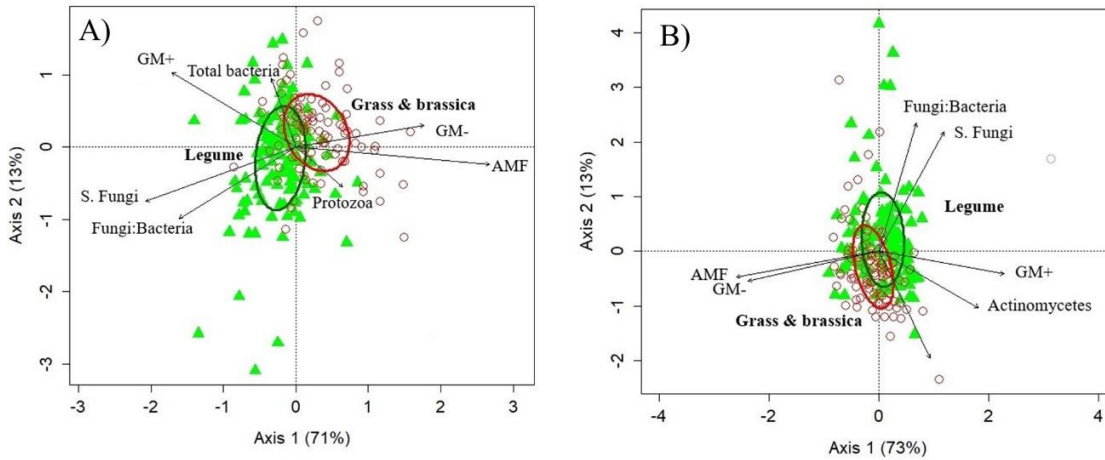 A)
GM+
Total bacteria
Grass & brassica
GM-
Legume
AMF
S. Fungi
Protozoa
Fungi:Bacteria
1
0
-1
-2
-3
Axis 2 (13%)
-3
-2
-1
0
1
2
3
Axis 1 (71%)
B)
Fungi:Bacteria
S. Fungi
Legume
AMF
GM-
GM+
Actinomycetes
Grass & brassica
4
3
2
1
0
-1
-2
Axis 2 (13%)
-4
-2
0
2
4
Axis 1 (73%)